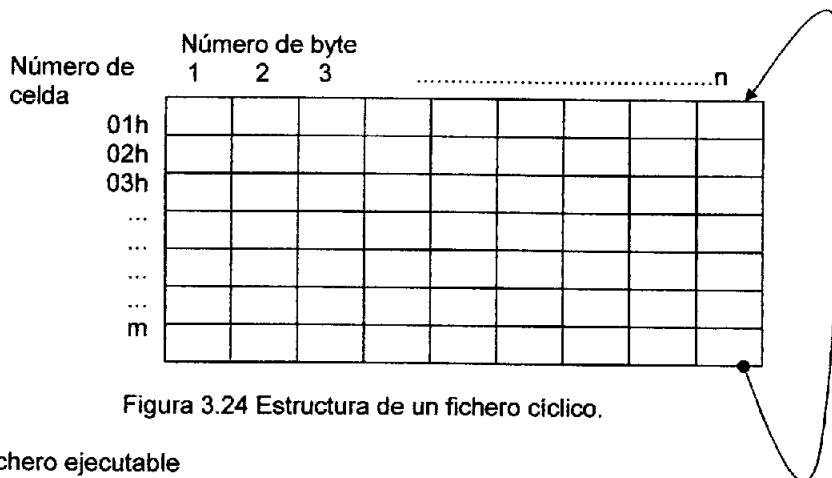 Número de byte
Número de celda
1 2 3 ...........................................n
01h
02h
03h
...
...
...
...
m
Figura 3.24 Estructura de un fichero cíclico.
chero ejecutable